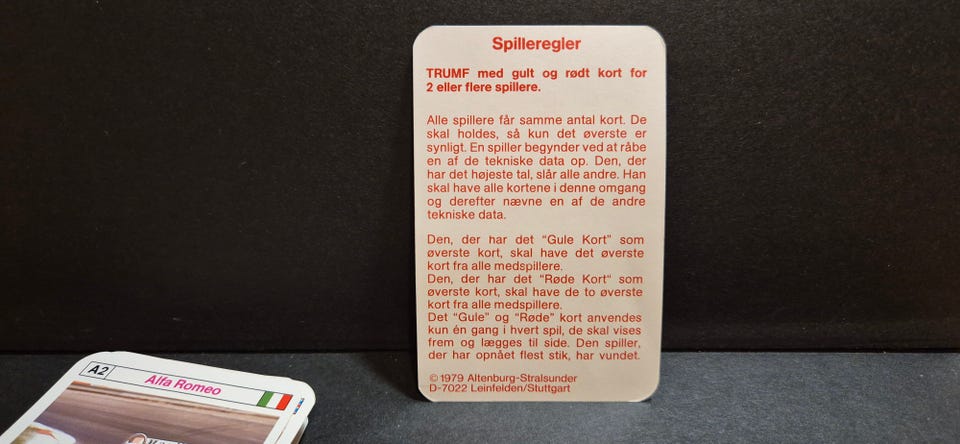 Spilleregler
TRUMF med gult og rødt kort for
2 eller flere spillere.
Alle spillere får samme antal kort. De
skal holdes, så kun det øverste er
synligt. En spiller begynder ved at råbe
en af de tekniske data op. Den, der
har det højeste tal, slår alle andre. Han
skal have alle kortene i denne omgang
og derefter nævne en af de andre
tekniske data.
Den, der har det “Gule Kort” som
øverste kort, skal have det øverste
kort fra alle medspillere.
Den, der har det “Røde Kort“ som
øverste kort, skal have de to øverste
kort fra alle medspillere.
Det “Gule” og “Røde” kort anvendes
kun én gang i hvert spil, de skal vises
frem og lægges til side. Den spiller,
der har opnået flest stik, har vundet.
© 1979 Altenburg-Stralsunder
D-7022 Leinfelden/Stuttgart
A2
Alfa Romeo